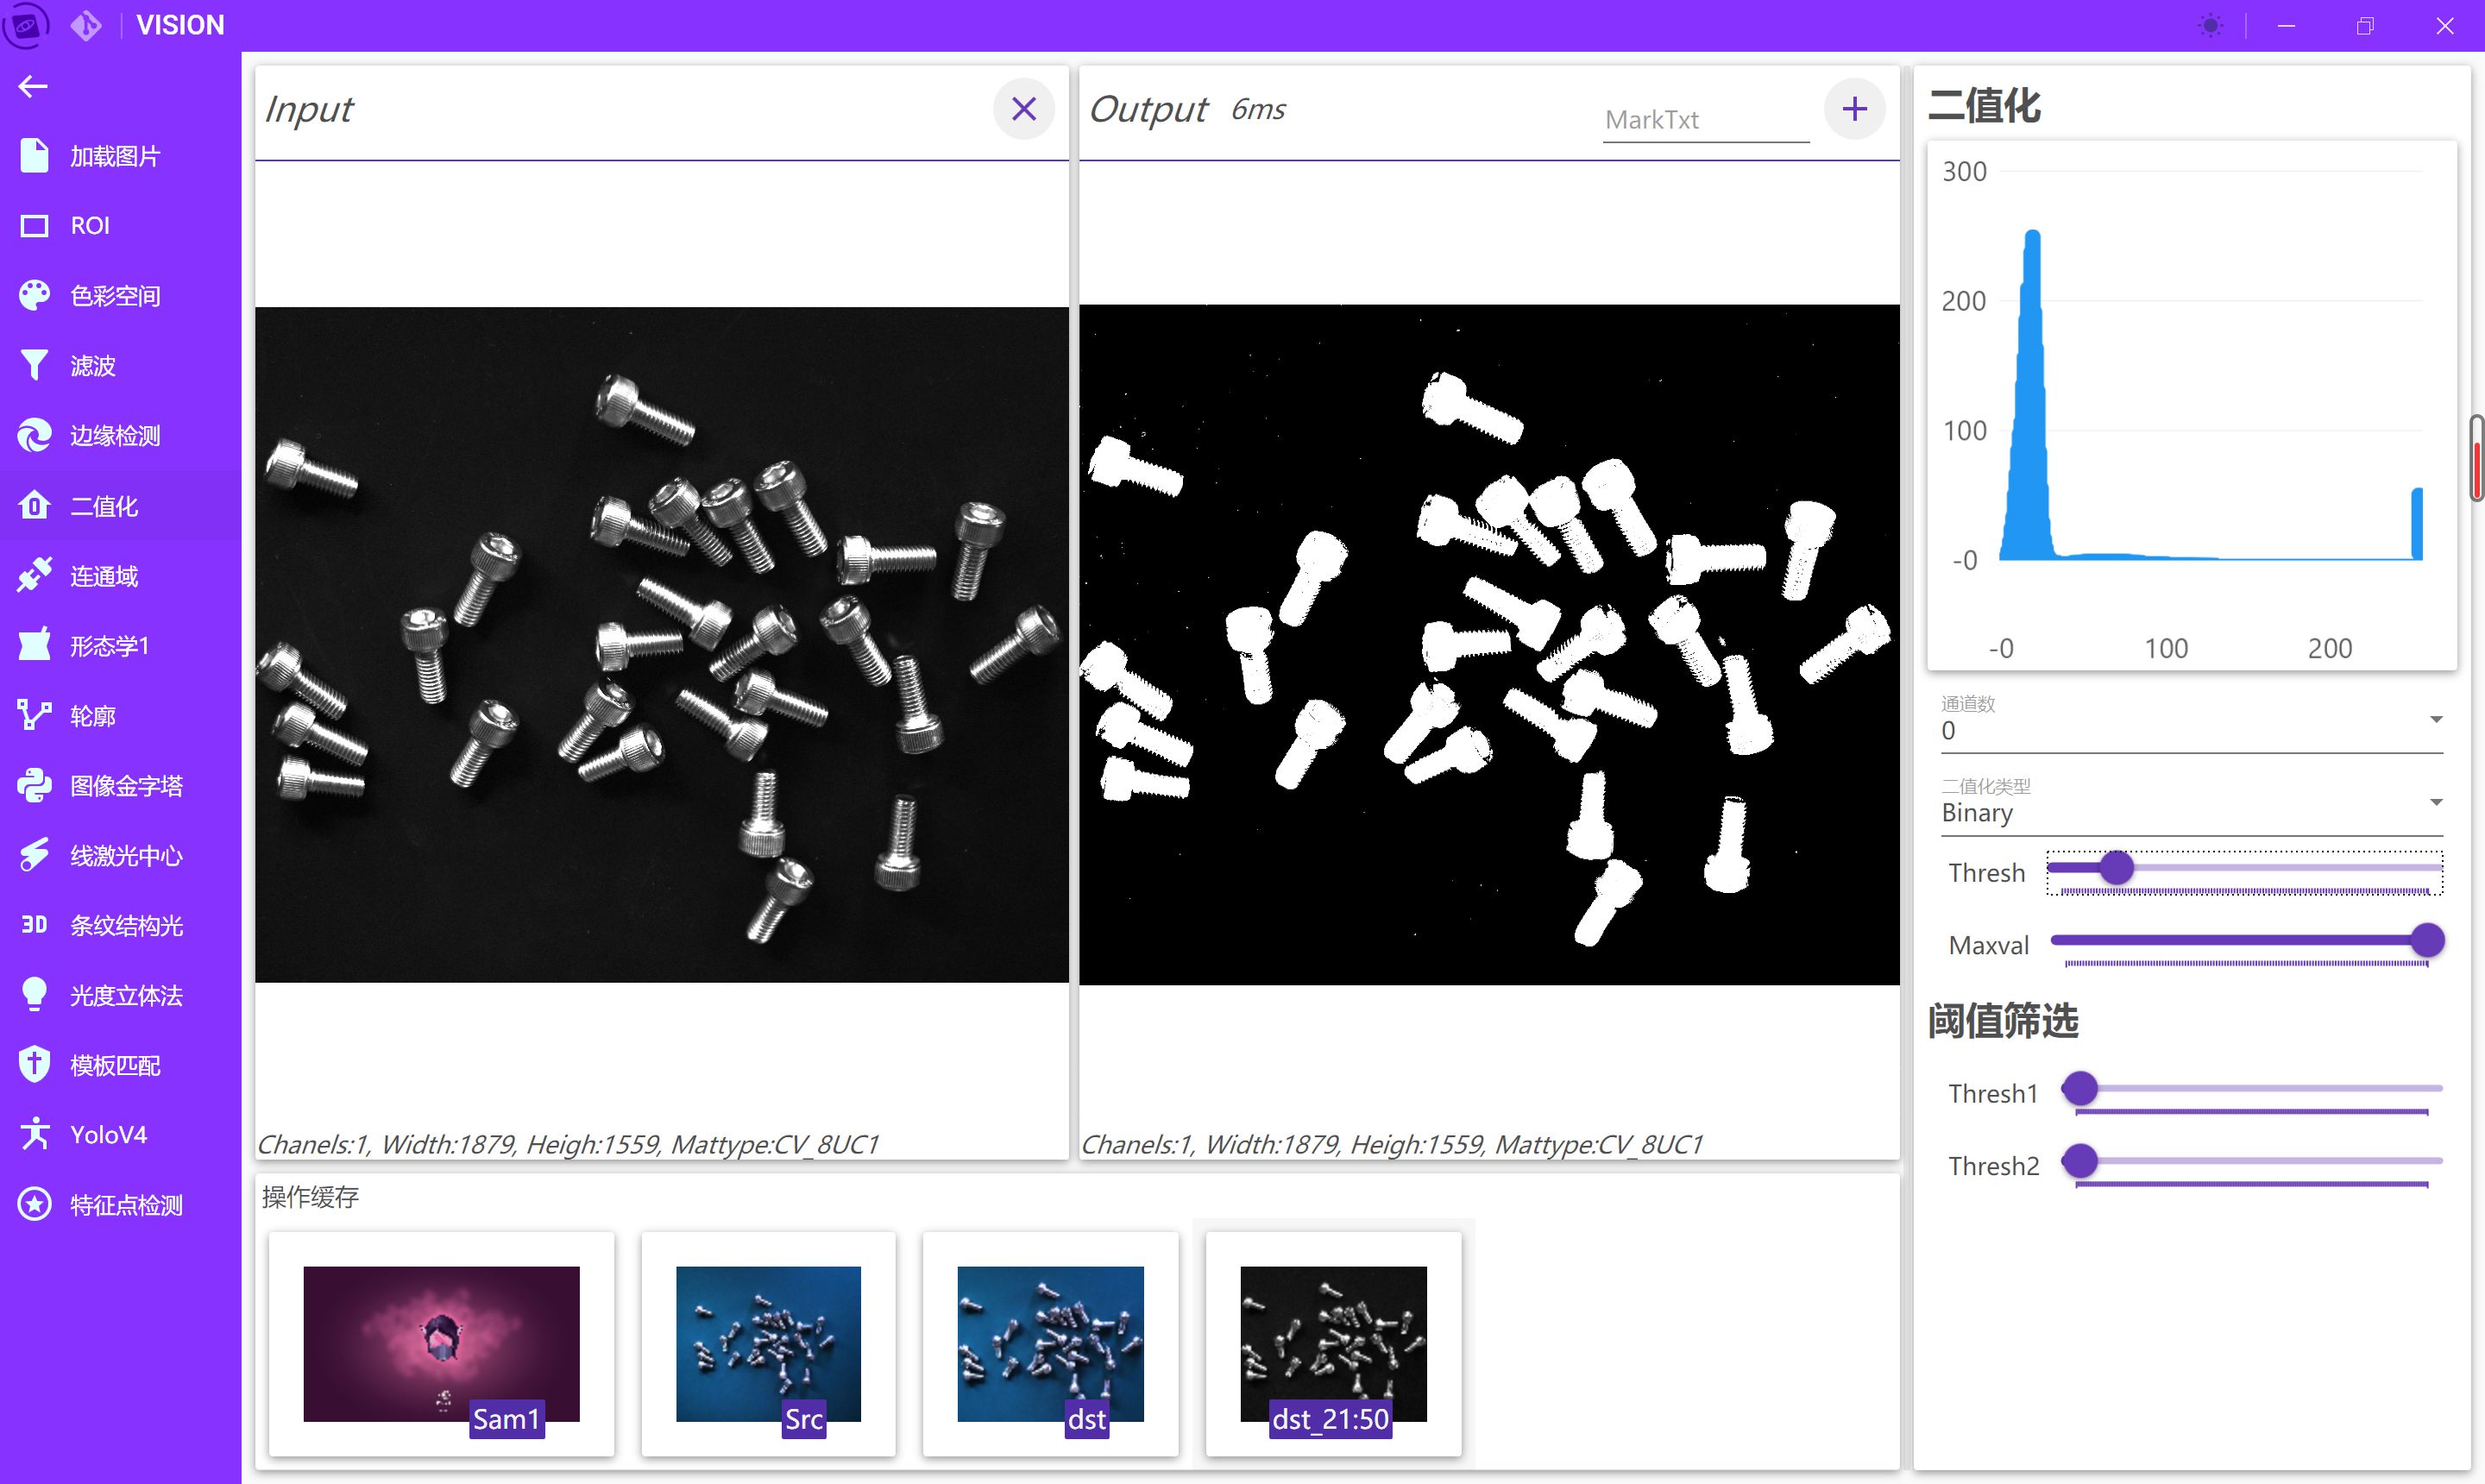 VISION
加载图片
ROI
色彩空间
滤波
边缘检测
二值化
连通域
形态学1
轮廓
图像金字塔
线激光中心
3D 条纹结构光
光度立体法
模板匹配
YoloV4
特征点检测
Input
Chanels:1, Width:1879, Heigh:1559, Mattype:CV_8UC1
Output 6ms
MarkTxt
Chanels:1, Width:1879, Heigh:1559, Mattype:CV_8UC1
操作缓存
Sam1
Src
dst
dst_21:50
二值化
300
200
100
-0
-0 100 200
通道数
0
二值化类型
Binary
Thresh
Maxval
阈值筛选
Thresh1
Thresh2